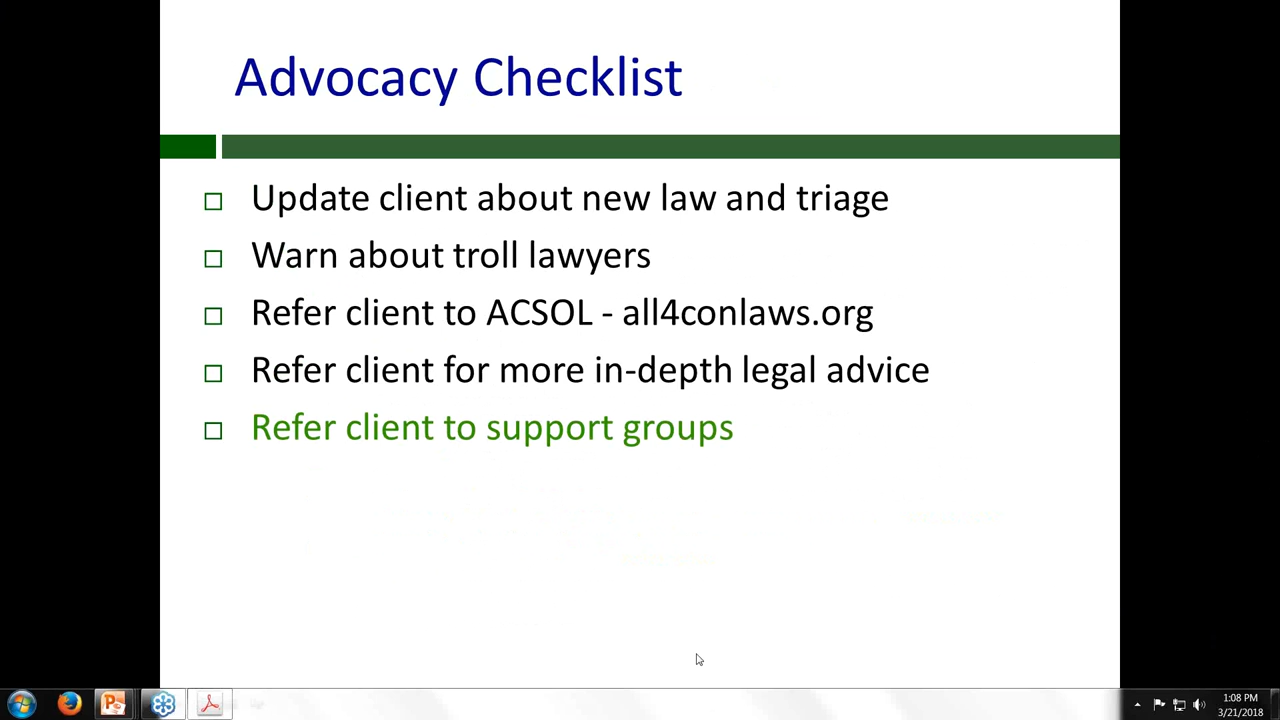 Advocacy Checklist
Update client about new law and triage
Warn about troll lawyers
Refer client to ACSOL - all4conlaws.org
Refer client for more in-depth legal advice
Refer client to support groups
1:08 PM
3/21/2018